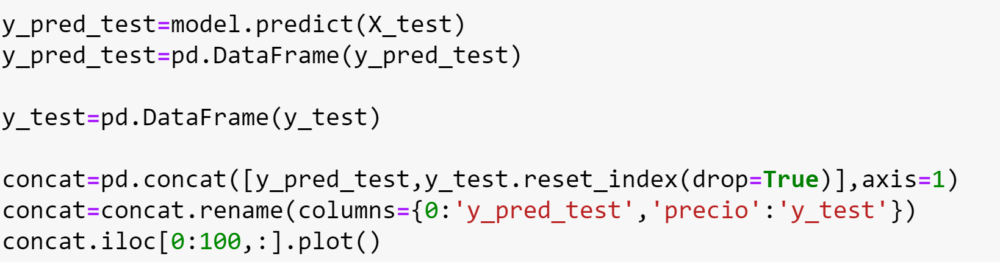 y_pred_test=model.predict(X_test)
y_pred_test=pd.DataFrame(y_pred_test)
y_test=pd.DataFrame(y_test)
concat=pd.concat([y_pred_test,y_test.reset_index(drop=True)],axis=1)
concat=concat.rename(columns={0:'y_pred_test','precio':'y_test'})
concat.iloc[0:100,:].plot()